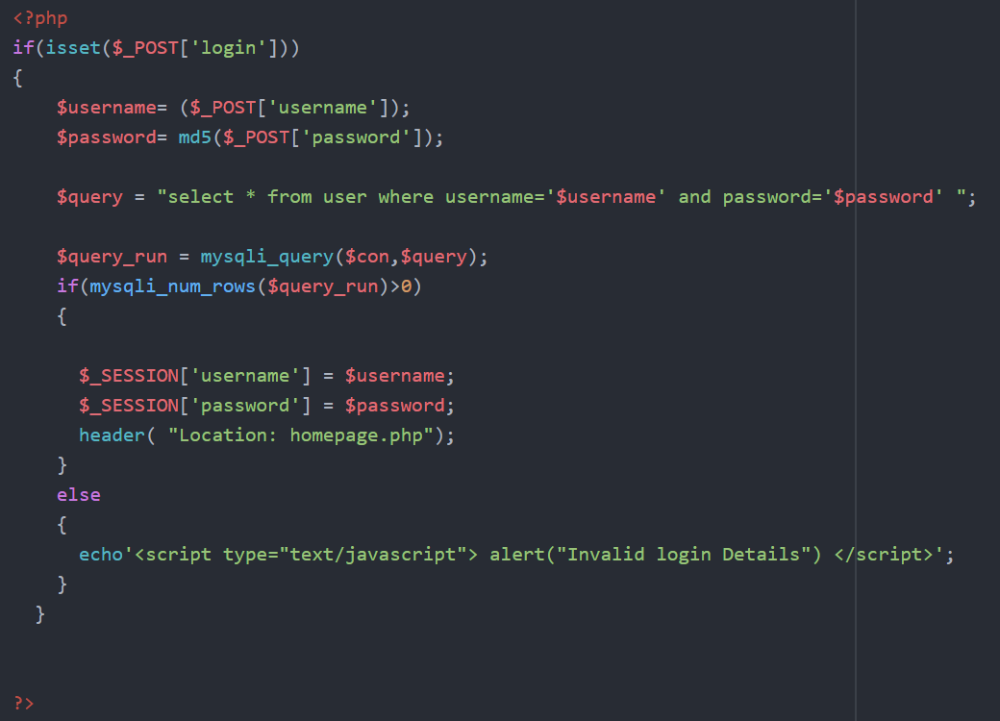 <?php
if(isset($_POST['login']))
{
    $username= ($_POST['username']);
    $password= md5($_POST['password']);

    $query = "select * from user where username='$username' and password='$password' ";

    $query_run = mysqli_query($con,$query);
    if(mysqli_num_rows($query_run)>0)
    {

      $_SESSION['username'] = $username;
      $_SESSION['password'] = $password;
      header( "Location: homepage.php");
    }
    else
    {
      echo'<script type="text/javascript"> alert("Invalid login Details") </script>';
    }
  }


?>